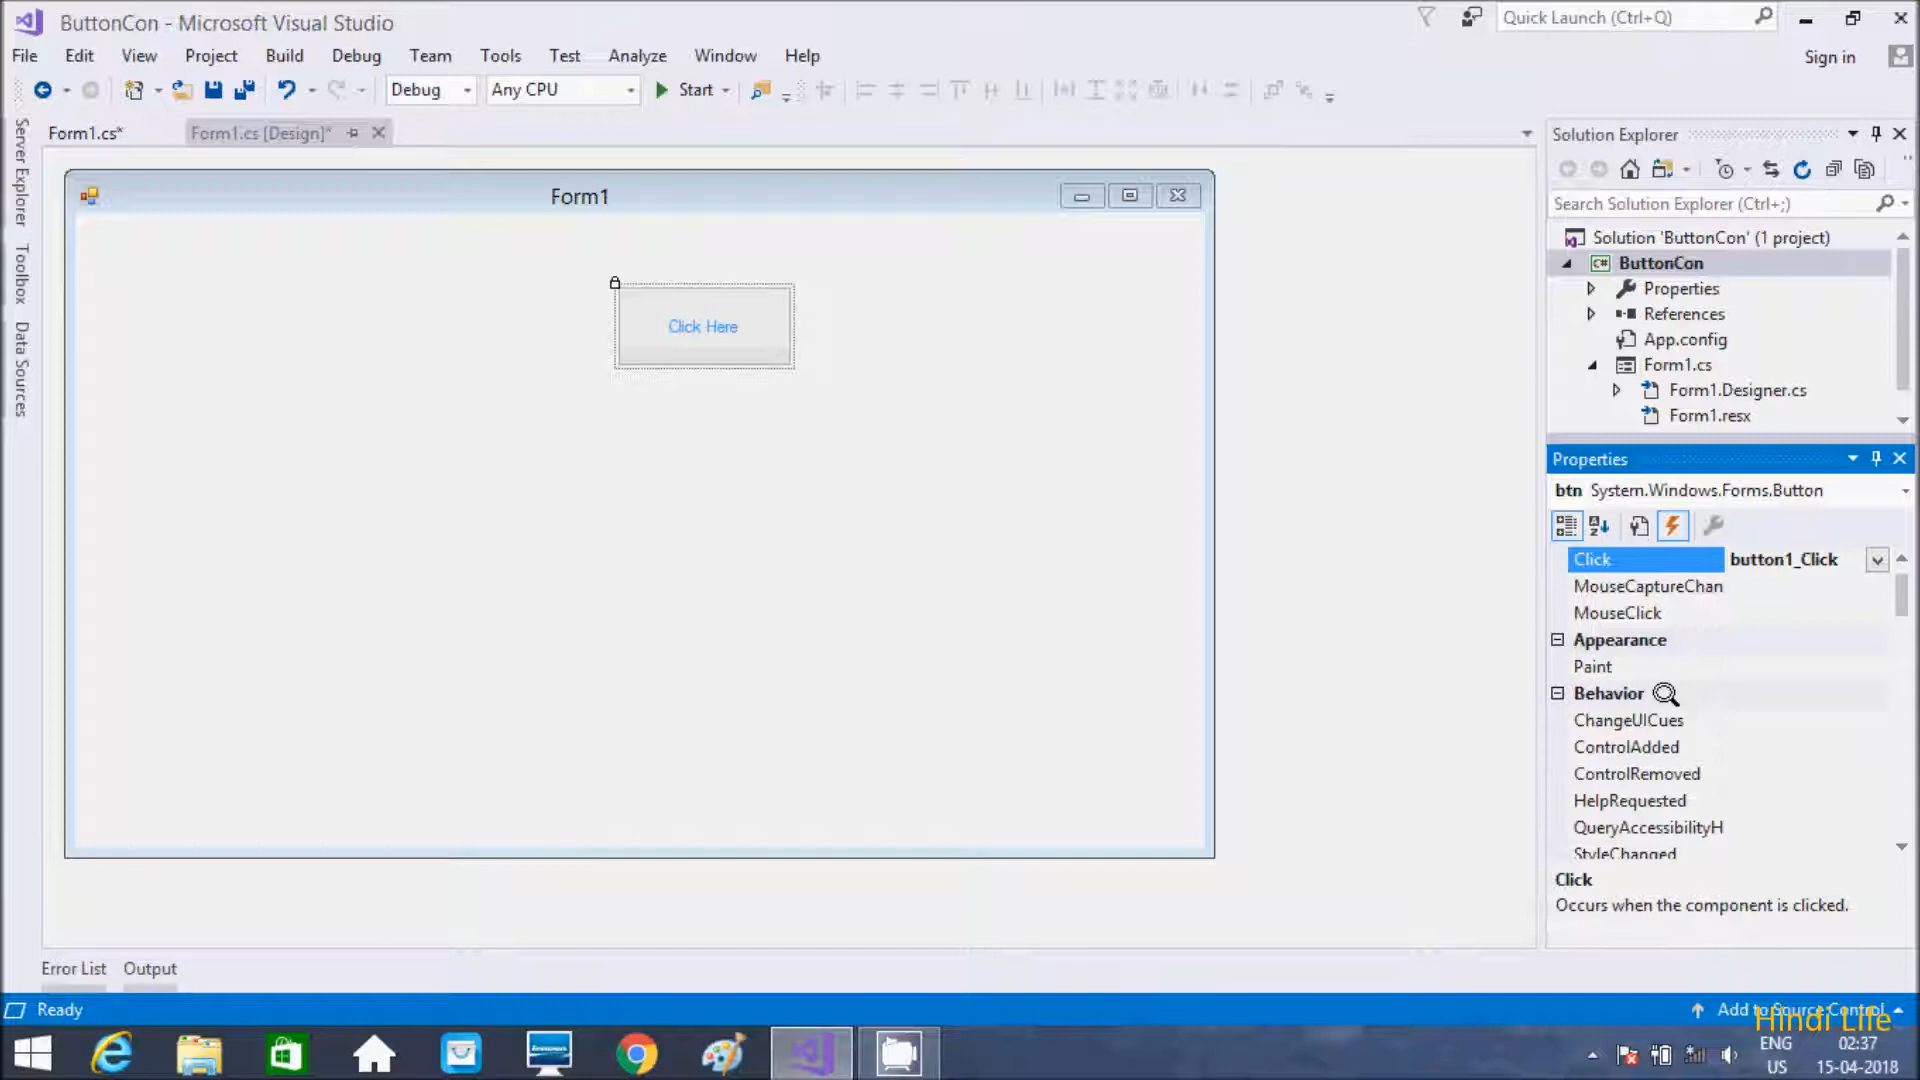 ButtonCon - Microsoft Visual Studio
Quick Launch (Ctrl+Q)
File Edit View Project Build Debug Team Tools Test Analyze Window Help
Sign in
Debug Any CPU Start
Form1.cs* Form1.cs [Design]*
Server Explorer
Toolbox
Data Sources
Form1
Click Here
Solution Explorer
Search Solution Explorer (Ctrl+;)
Solution 'ButtonCon' (1 project)
C# ButtonCon
Properties
References
App.config
Form1.cs
Form1.Designer.cs
Form1.resx
Properties
btn System.Windows.Forms.Button
Click button1_Click
MouseCaptureChan
MouseClick
Appearance
Paint
Behavior
ChangeUICues
ControlAdded
ControlRemoved
HelpRequested
QueryAccessibilityH
StyleChanged
Click
Occurs when the component is clicked.
Error List Output
Ready
Add to Source Control
Hindi Life
ENG 02:37
US 15-04-2018